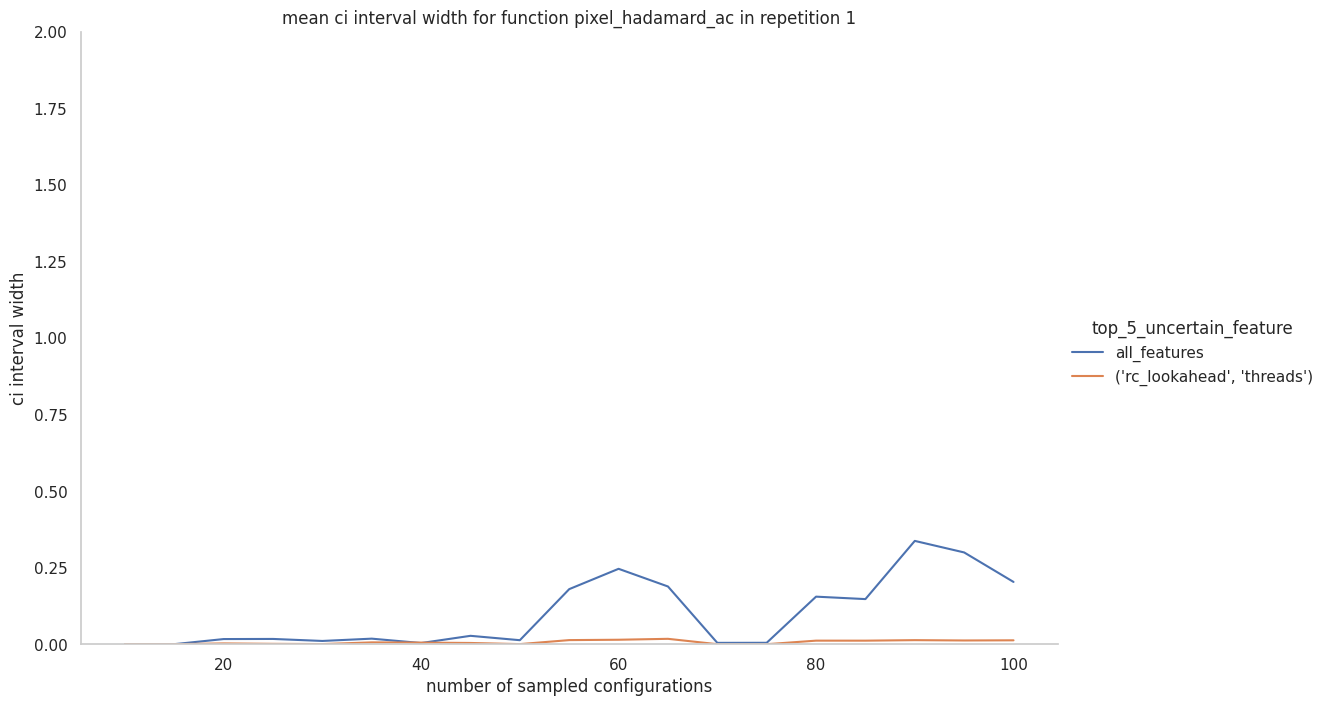 mean ci interval width for function pixel_hadamard_ac in repetition 1
2.00
1.75
1.50
1.25
1.00
0.75
0.50
0.25
0.00
ci interval width
20
40
60
80
100
number of sampled configurations
top_5_uncertain_feature
all_features
('rc_lookahead', 'threads')